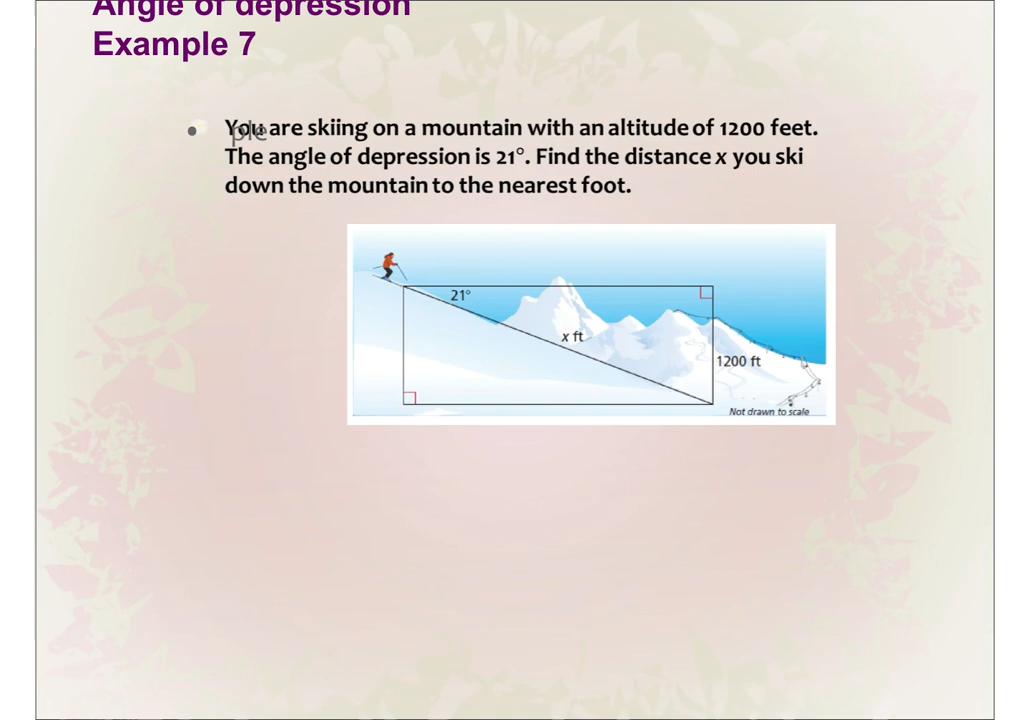 Angle of depression
Example 7
• You are skiing on a mountain with an altitude of 1200 feet.
ple
The angle of depression is 21°. Find the distance x you ski
down the mountain to the nearest foot.
21°
x ft
1200 ft
Not drawn to scale